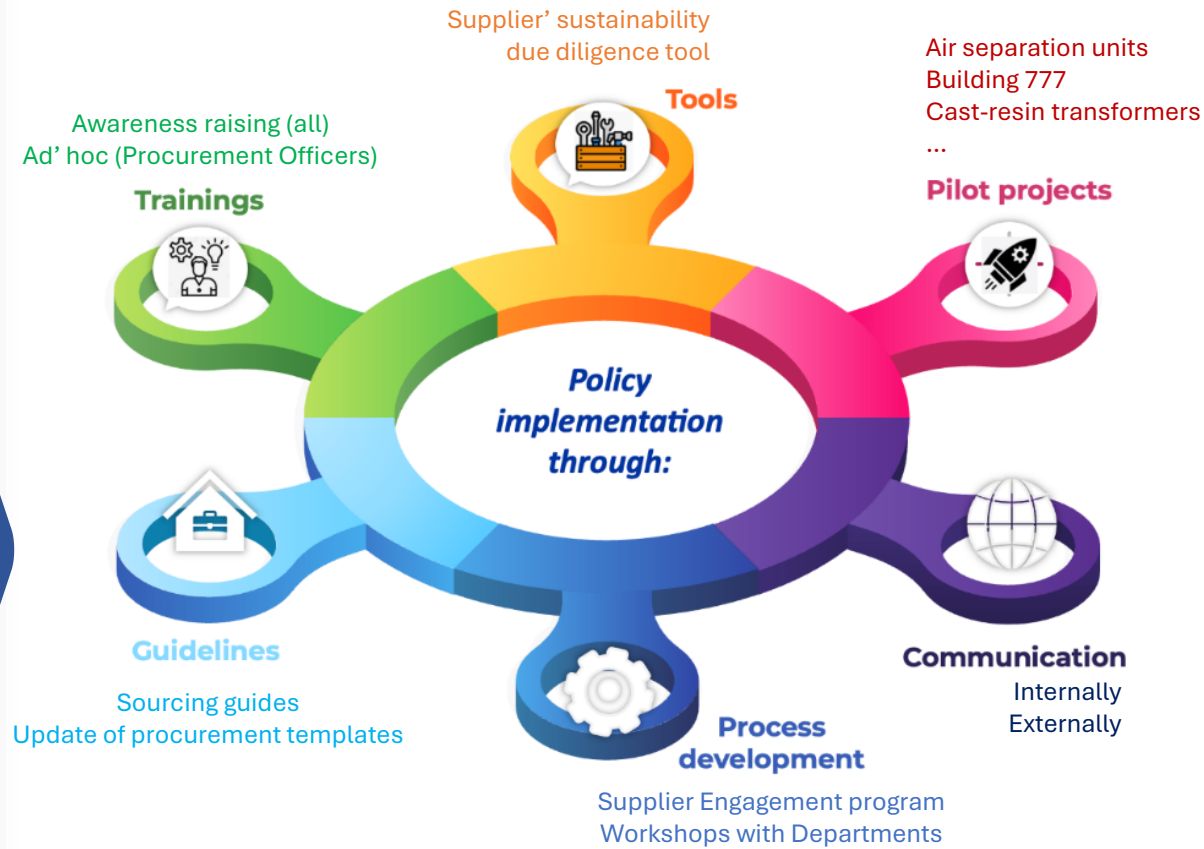 Supplier’ sustainability
due diligence tool
Tools
Air separation units
Building 777
Cast-resin transformers
...
Pilot projects
Awareness raising (all)
Ad’ hoc (Procurement Officers)
Trainings
Policy
implementation
through:
Guidelines
Sourcing guides
Update of procurement templates
Communication
Internally
Externally
Process
development
Supplier Engagement program
Workshops with Departments